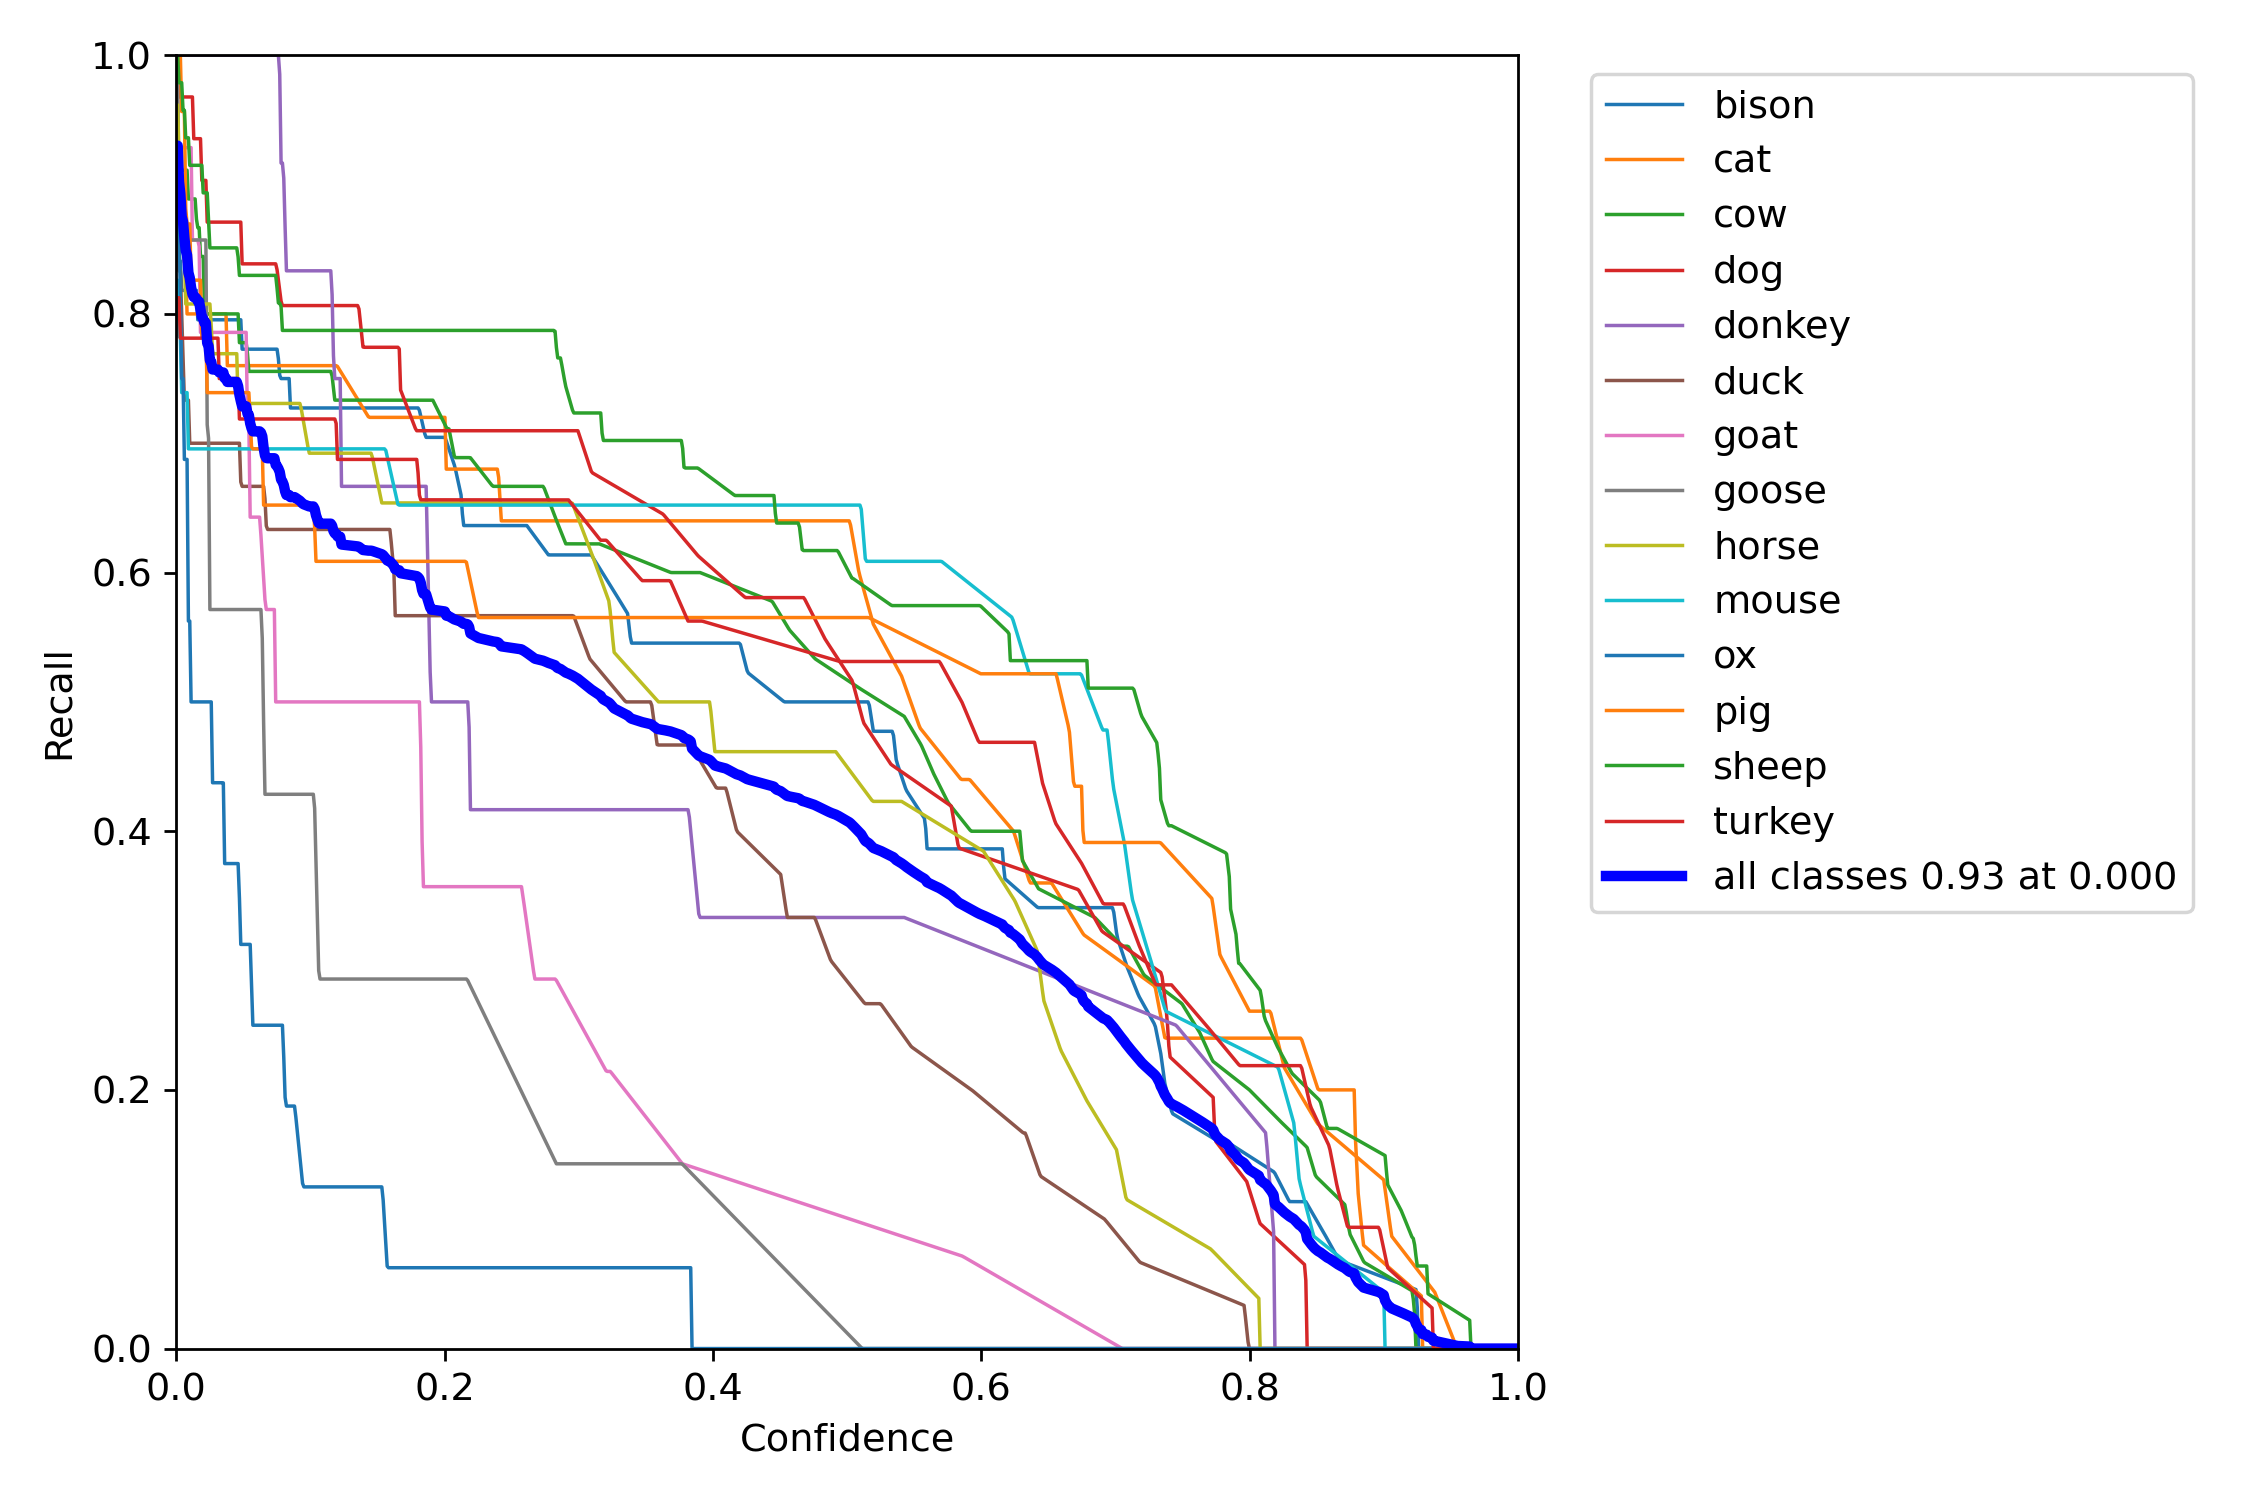 1.0
0.8
0.6
0.4
0.2
0.0
0.0 0.2 0.4 0.6 0.8 1.0
Recall
Confidence
bison
cat
cow
dog
donkey
duck
goat
goose
horse
mouse
ox
pig
sheep
turkey
all classes 0.93 at 0.000